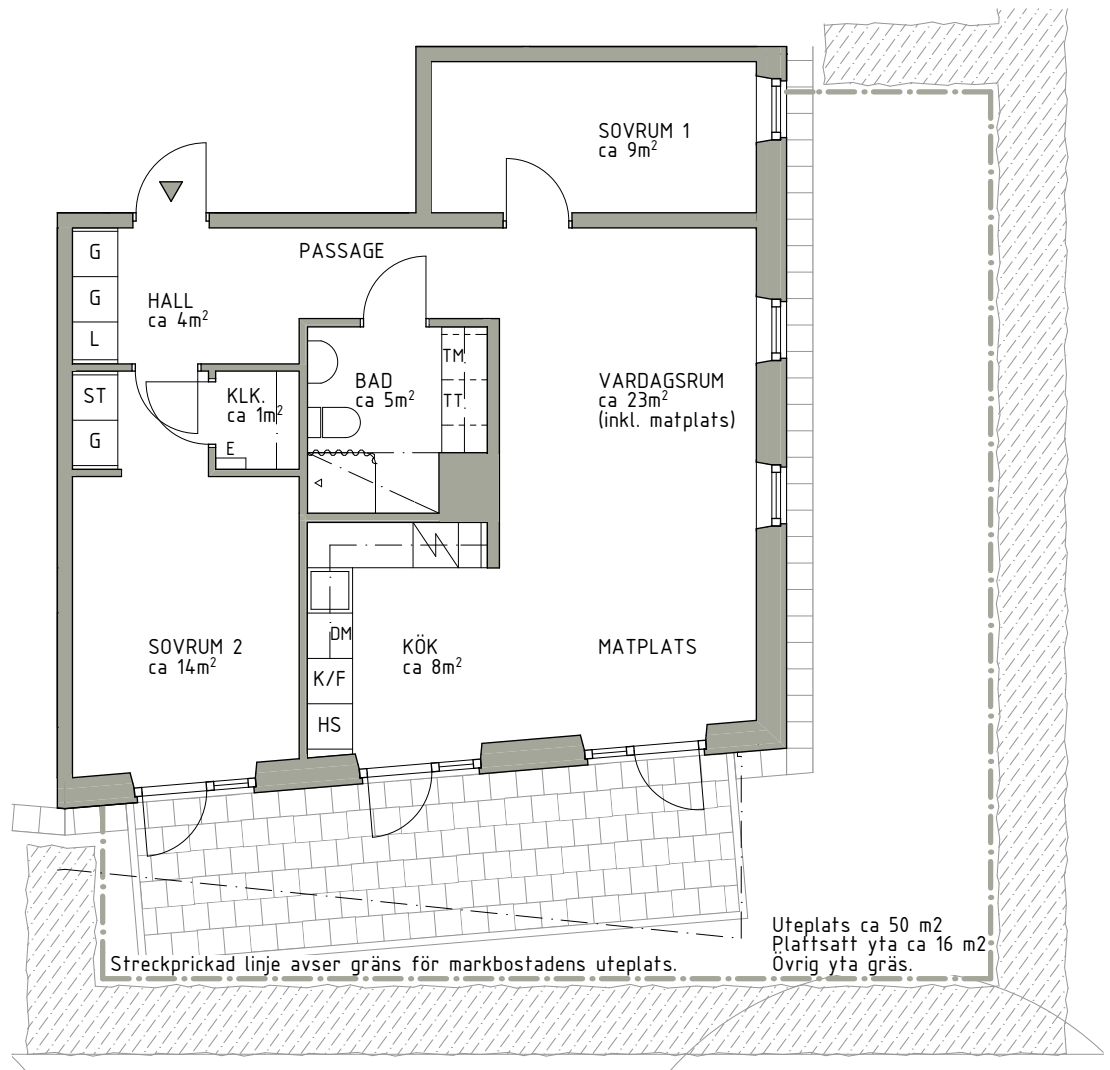 SOVRUM 1
ca 9m²
PASSAGE
G
G
L
HALL
ca 4m²
ST
G
KLK.
ca 1m²
E
BAD
ca 5m²
TM
TT
VARDAGSRUM
ca 23m²
(inkl. matplats)
SOVRUM 2
ca 14m²
DM
K/F
HS
KÖK
ca 8m²
MATPLATS
Uteplats ca 50 m2
Plattsatt yta ca 16 m2
Övrig yta gräs.
Streckprickad linje avser gräns för markbostadens uteplats.